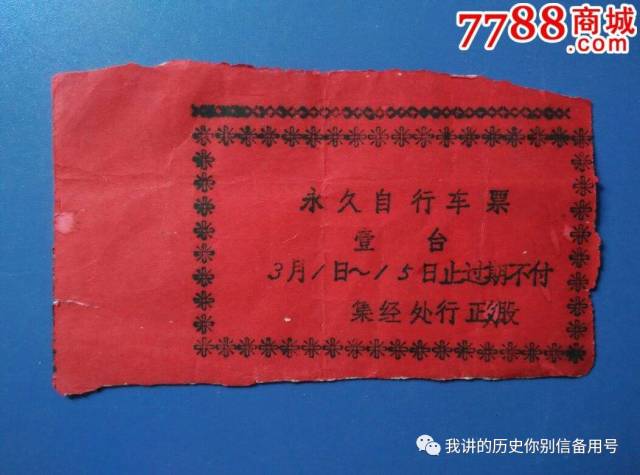 7788商城
.com
永久自行车票
壹 台
3月1日~15日止过期不付
集经处行政股
我讲的历史你别信备用号